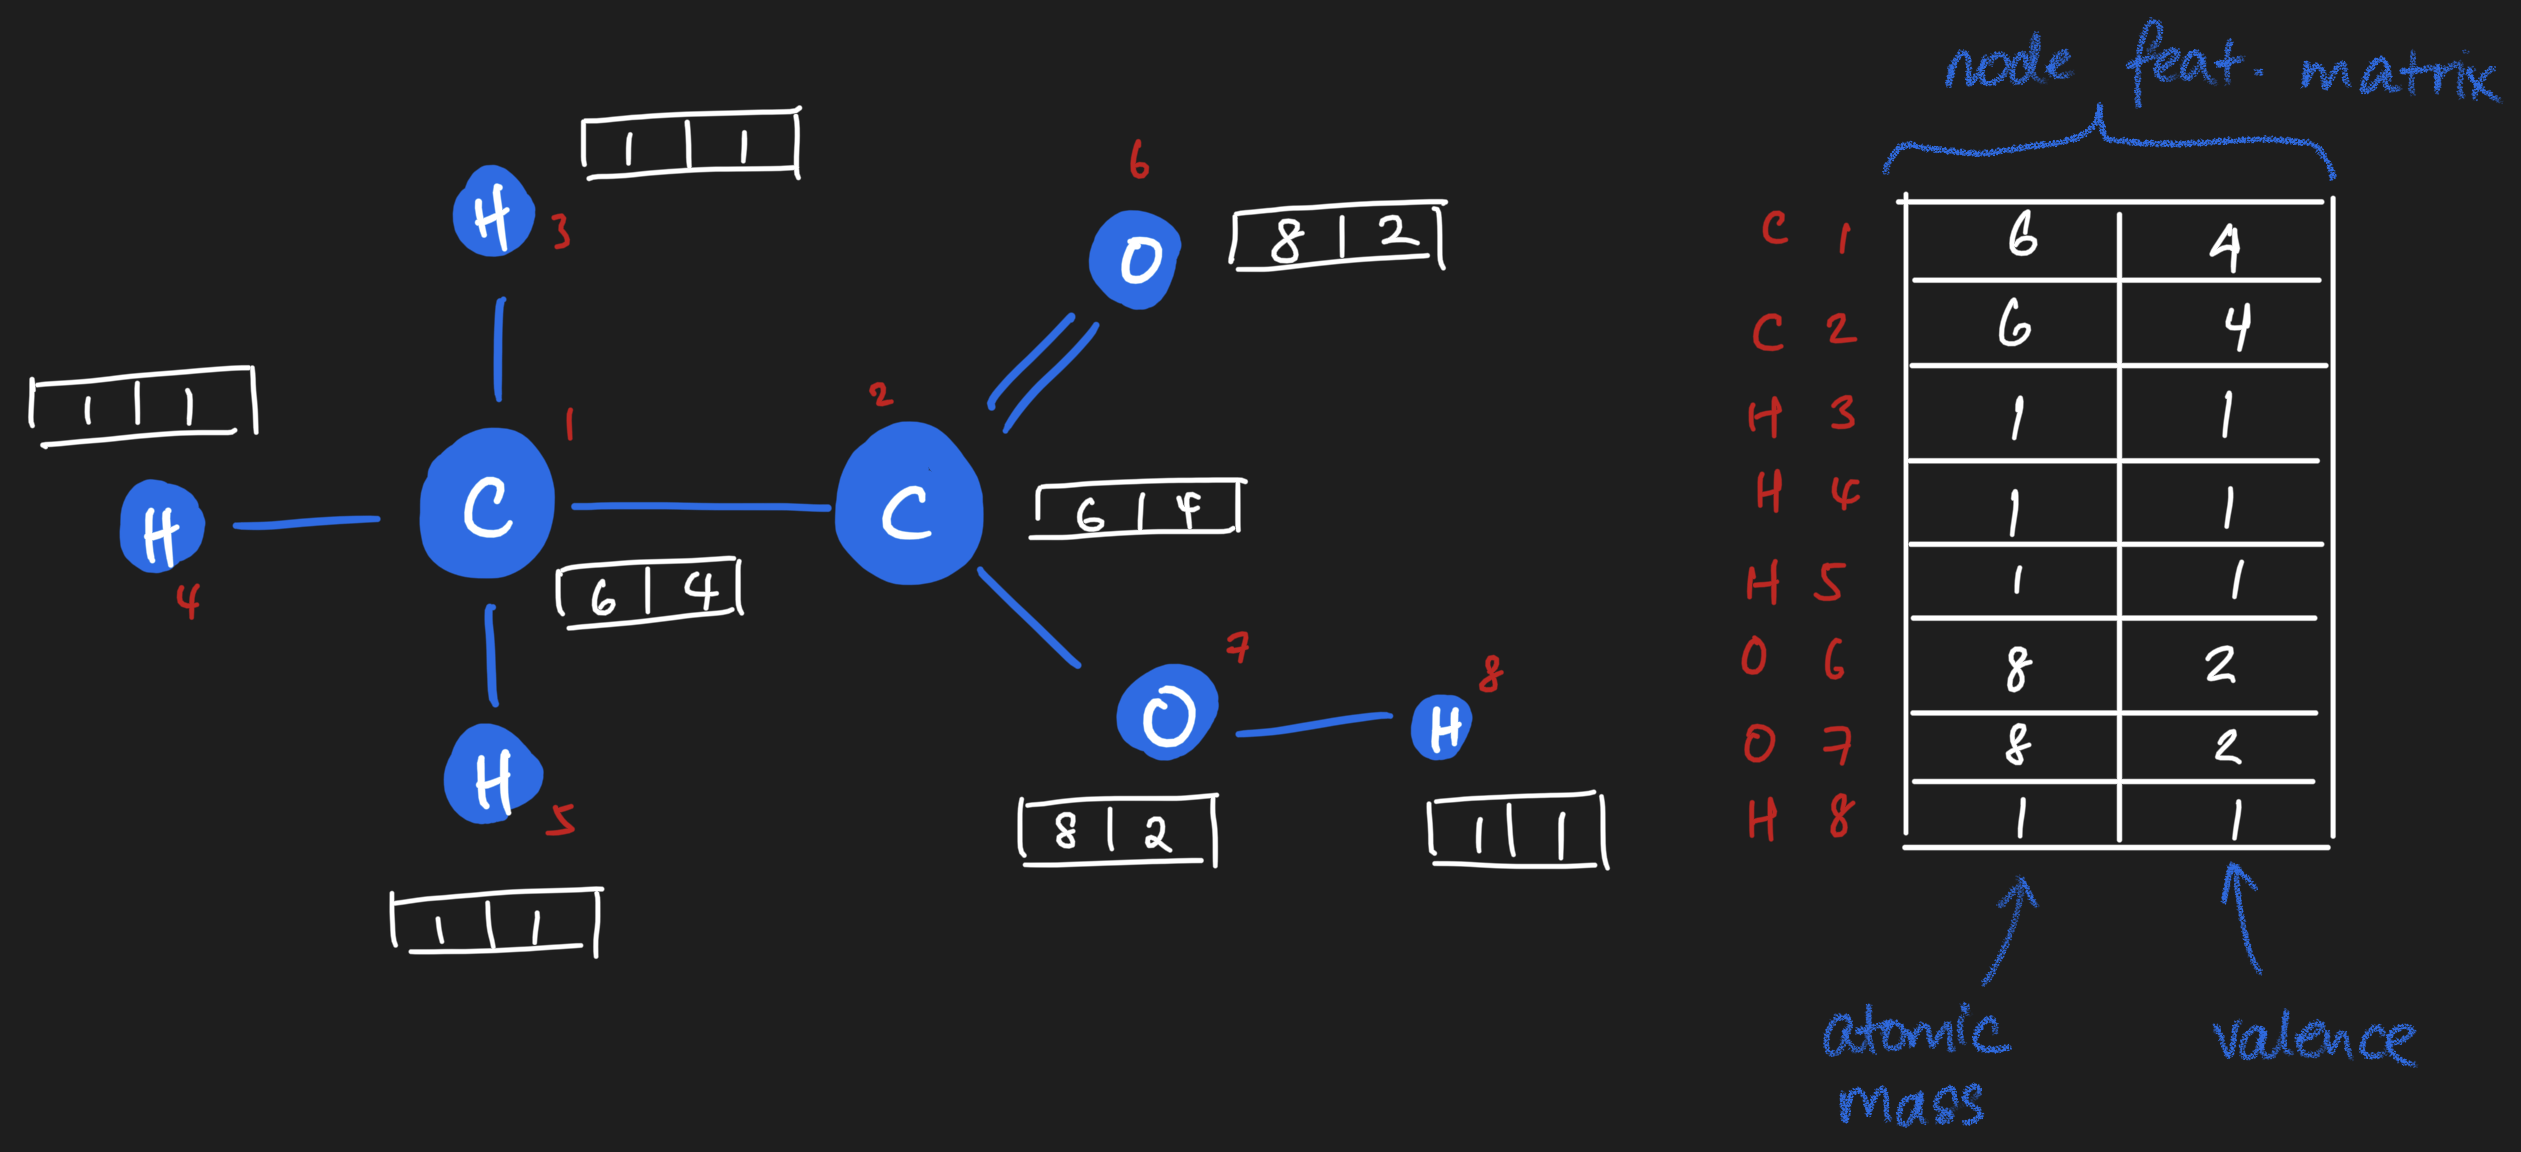 node feat. matrix
1 1
H 3
1 1
H 4
C 1
6 4
H 5
1 1
C 2
6 4
6
O
8 2
O 7
8 2
H 8
1 1
C 1 6 4
C 2 6 4
H 3 1 1
H 4 1 1
H 5 1 1
O 6 8 2
O 7 8 2
H 8 1 1
atomic
mass
valence